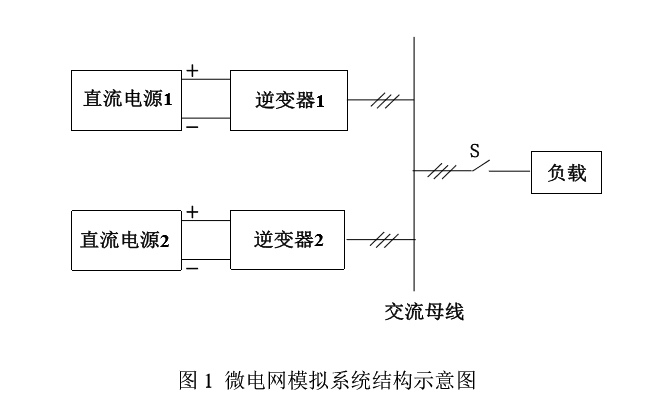 +
直流电源1
逆变器1
−
S
负载
+
直流电源2
逆变器2
−
交流母线
图 1 微电网模拟系统结构示意图